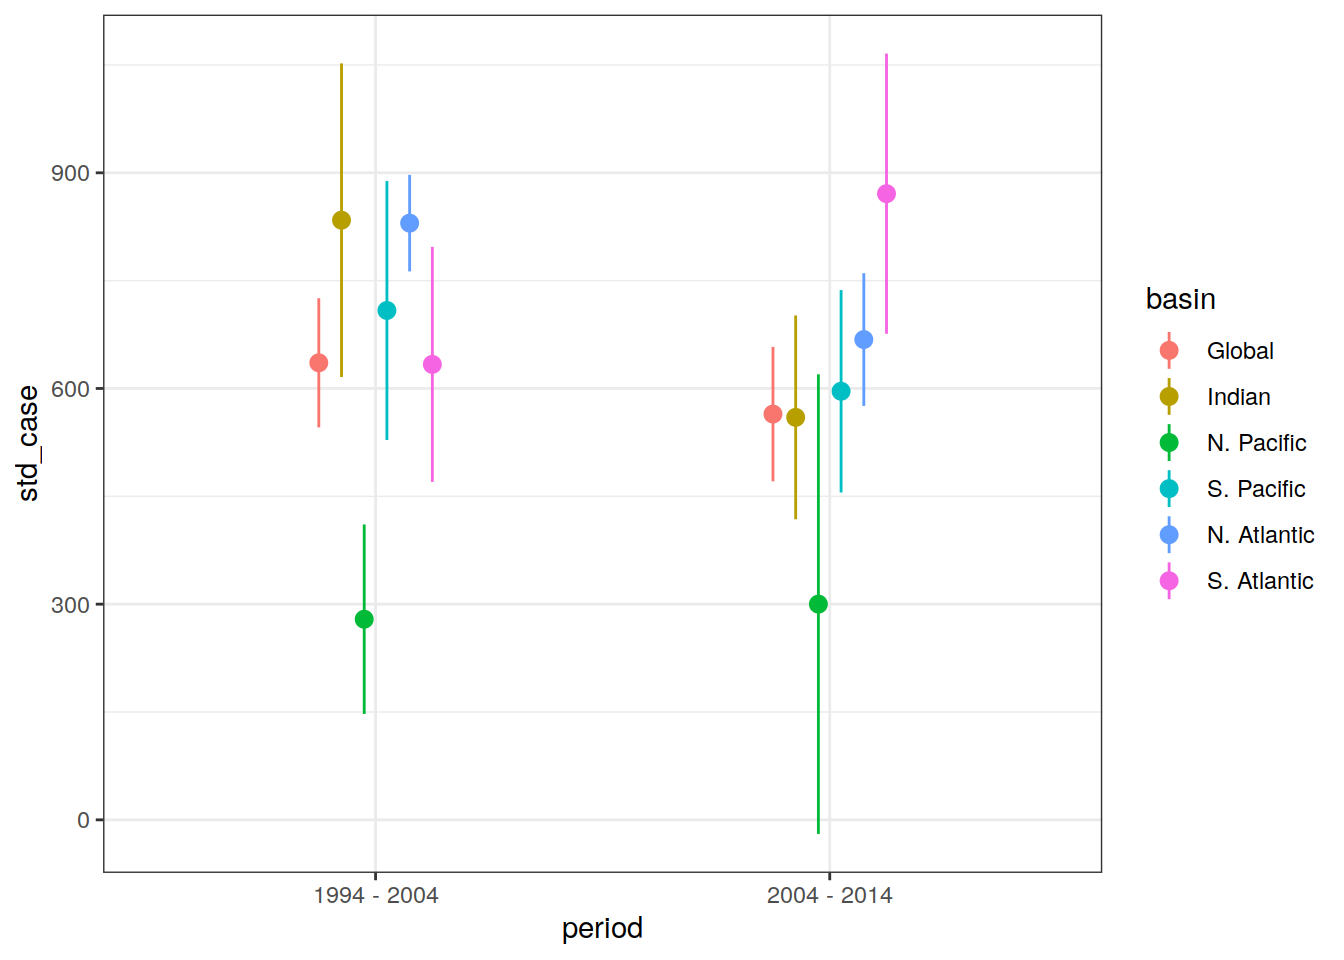 std_case
900
600
300
0
1994 - 2004
2004 - 2014
period
basin
Global
Indian
N. Pacific
S. Pacific
N. Atlantic
S. Atlantic